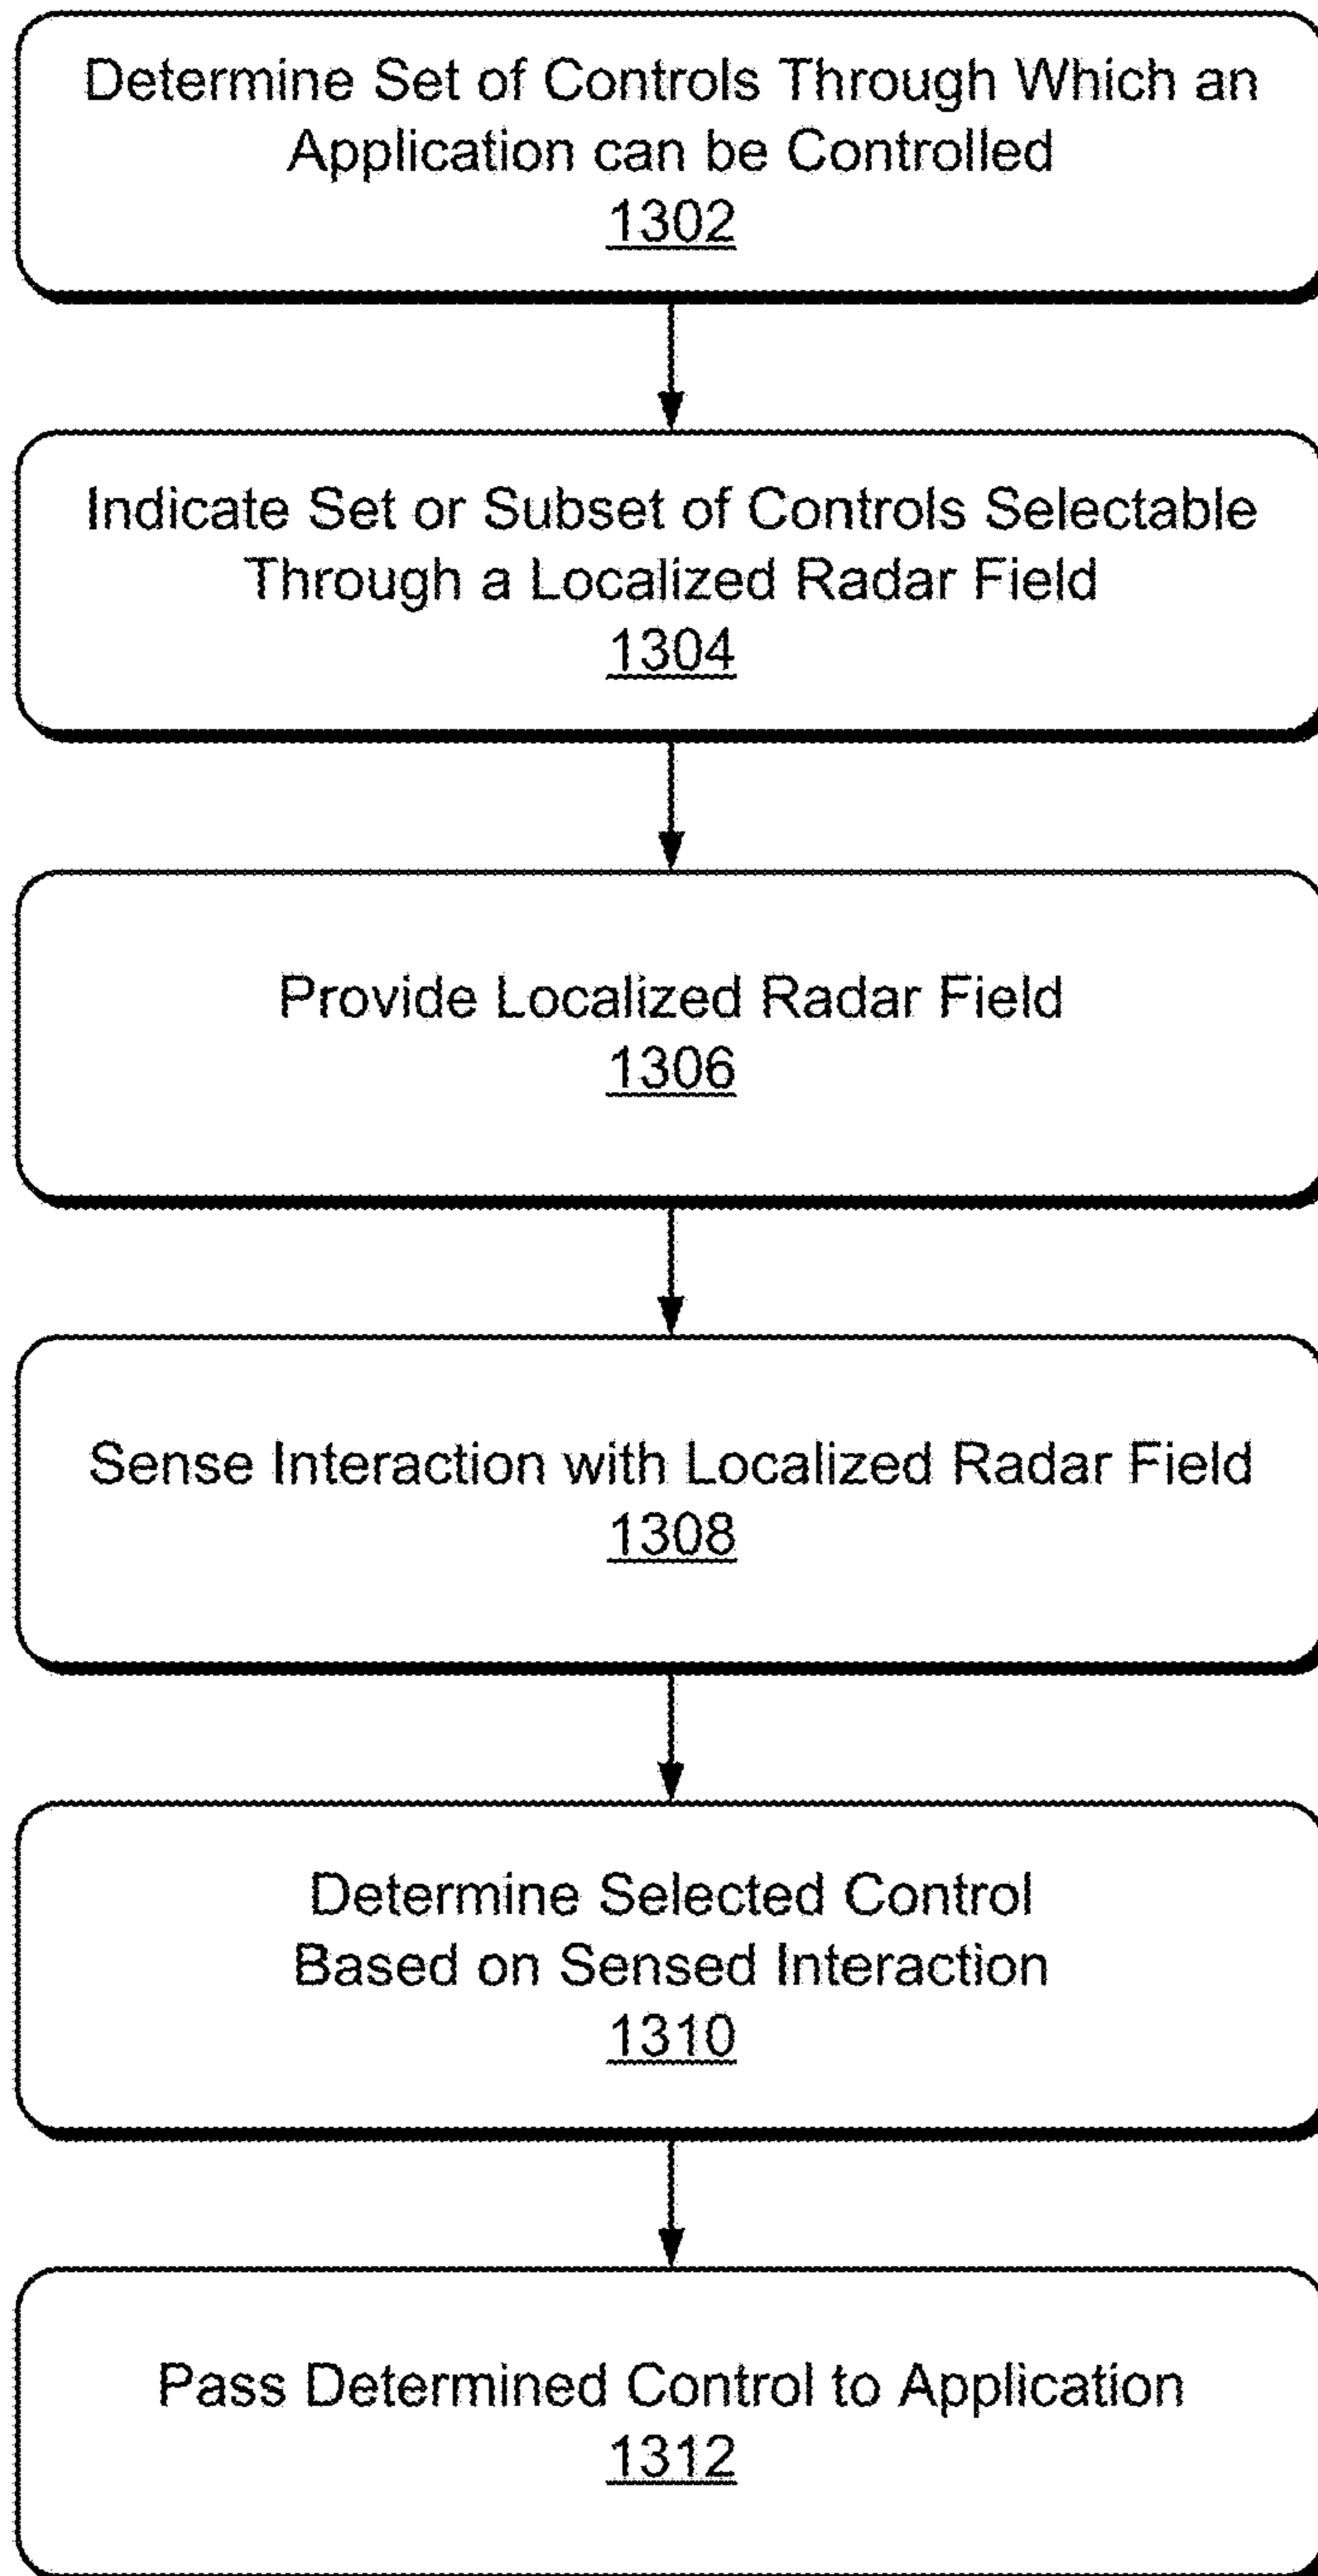 Determine Set of Controls Through Which an
Application can be Controlled
1302
Indicate Set or Subset of Controls Selectable
Through a Localized Radar Field
1304
Provide Localized Radar Field
1306
Sense Interaction with Localized Radar Field
1308
Determine Selected Control
Based on Sensed Interaction
1310
Pass Determined Control to Application
1312